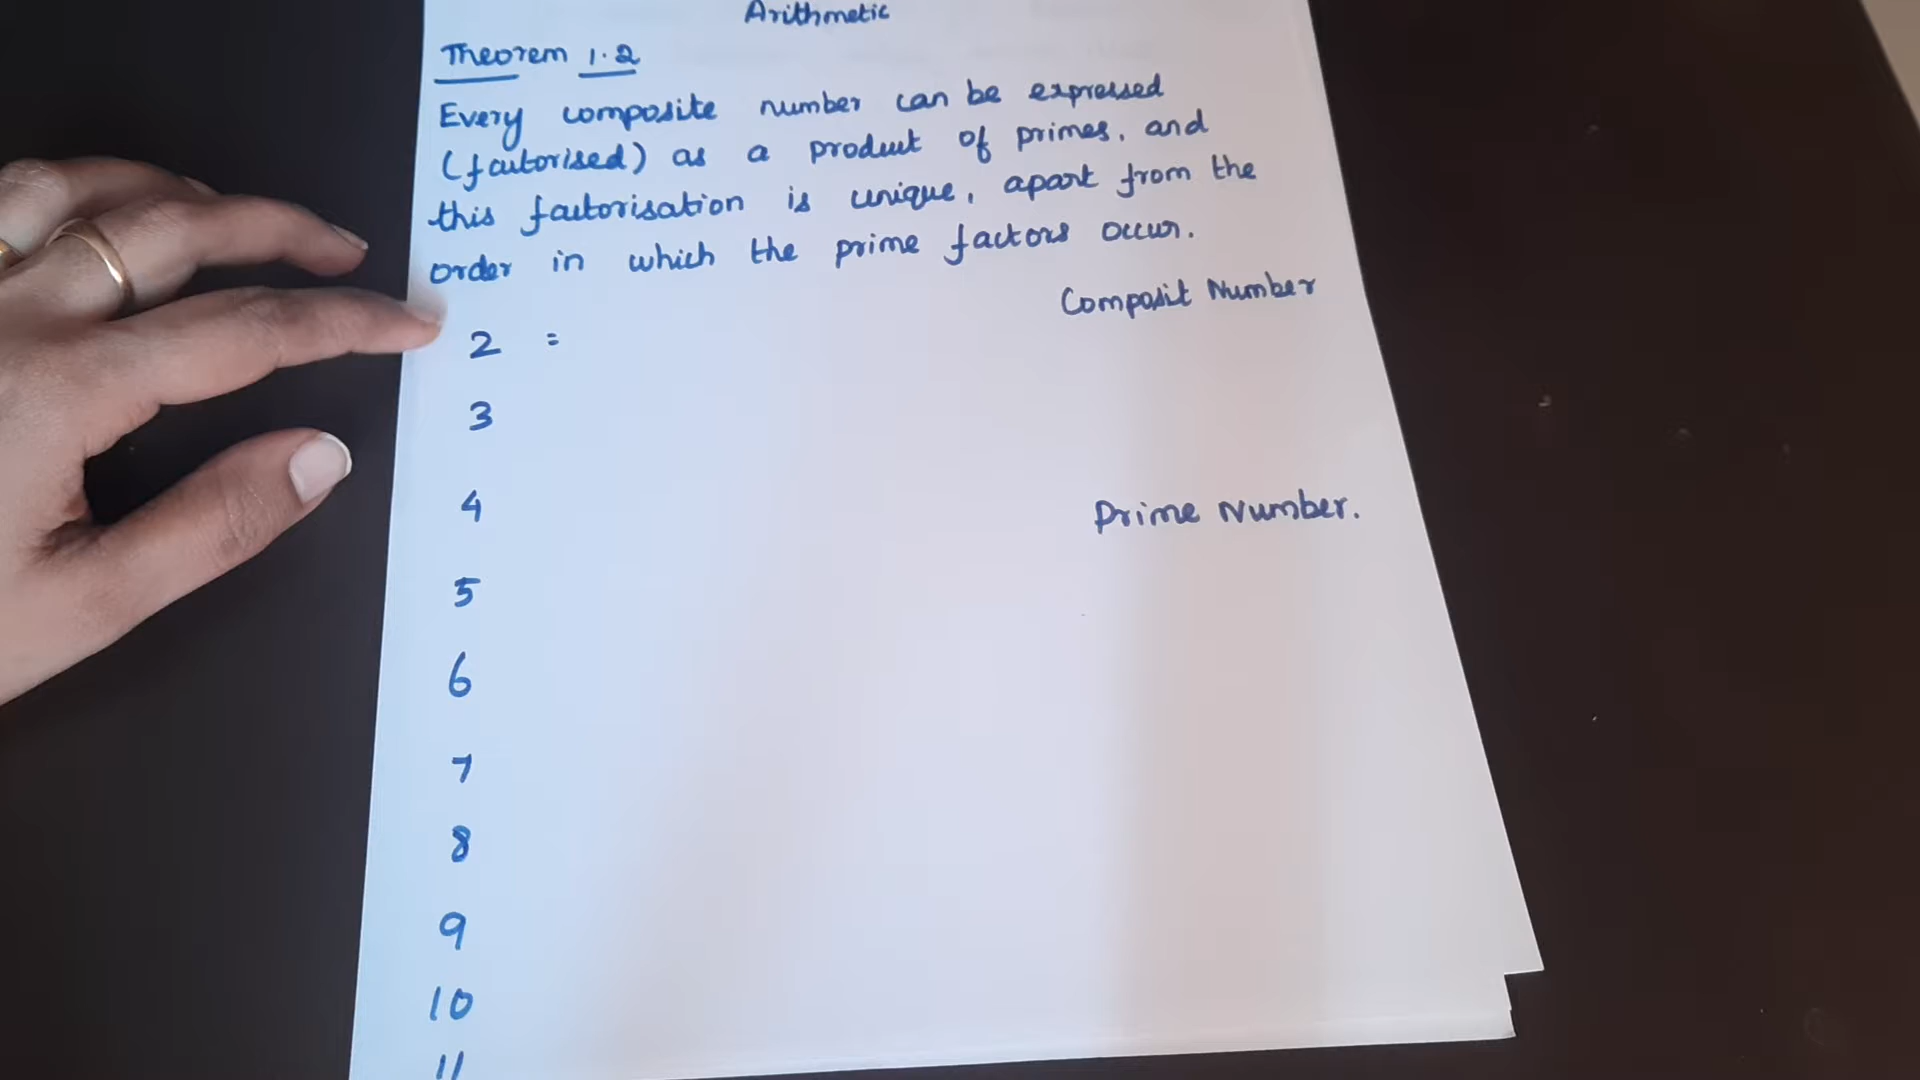 Arithmetic
Theorem 1.2
Every composite number can be expressed
(factorised) as a product of primes, and
this factorisation is unique, apart from the
order in which the prime factors occur.
Composit Number
2 =
3
4
Prime Number.
5
6
7
8
9
10
11